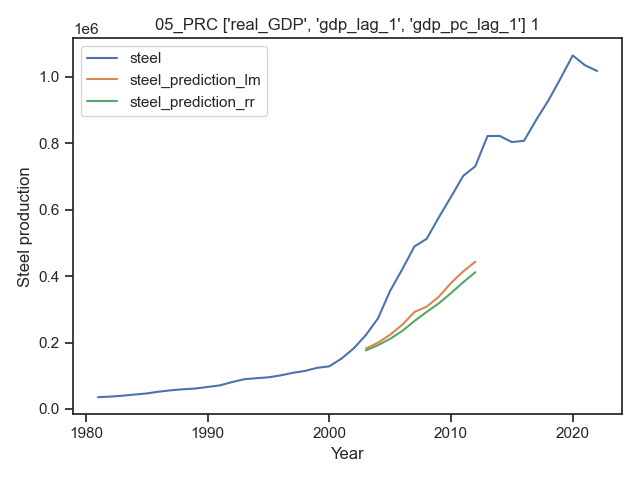 05_PRC ['real_GDP', 'gdp_lag_1', 'gdp_pc_lag_1'] 1
1e6
steel
steel_prediction_lm
steel_prediction_rr
1.0
0.8
0.6
0.4
0.2
0.0
Steel production
1980
1990
2000
2010
2020
Year